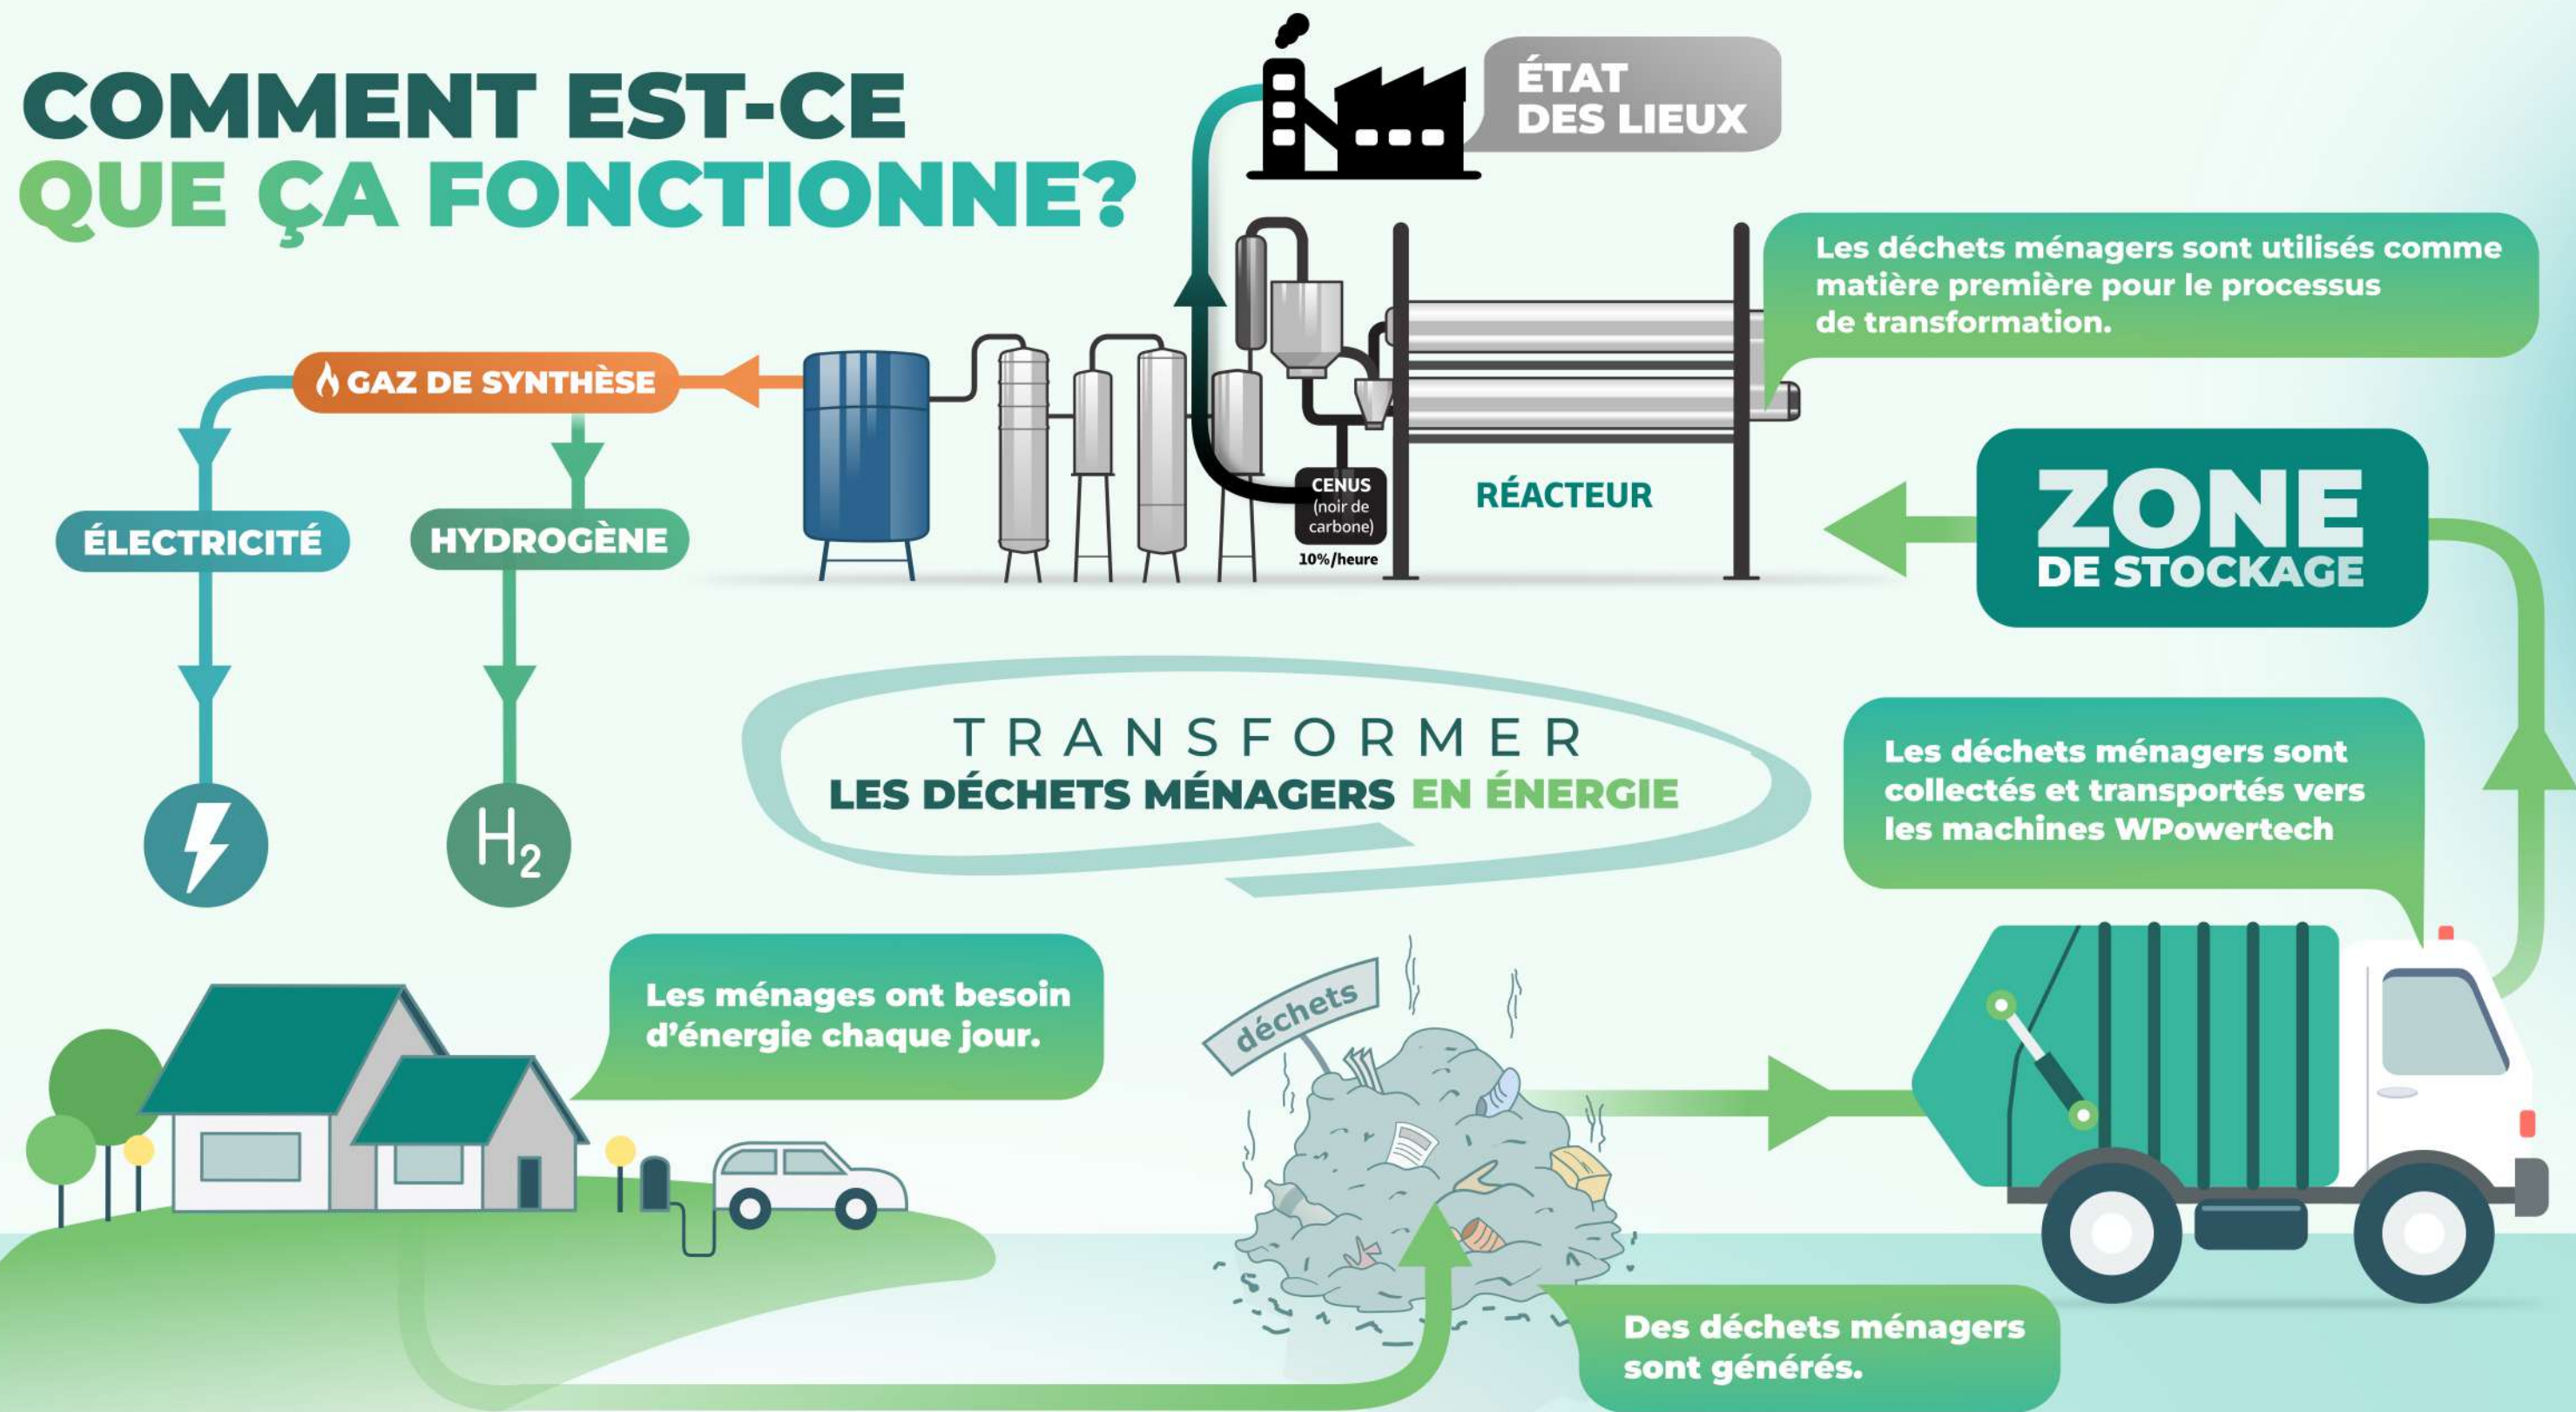 COMMENT EST-CE
QUE ÇA FONCTIONNE?
ÉTAT
DES LIEUX
Les déchets ménagers sont utilisés comme
matière première pour le processus
de transformation.
GAZ DE SYNTHÈSE
ÉLECTRICITÉ
HYDROGÈNE
CENUS
(noir de
carbone)
10%/heure
RÉACTEUR
ZONE
DE STOCKAGE
TRANSFORMER
LES DÉCHETS MÉNAGERS EN ÉNERGIE
H₂
Les déchets ménagers sont
collectés et transportés vers
les machines WPowertech
Les ménages ont besoin
d’énergie chaque jour.
déchets
Des déchets ménagers
sont générés.